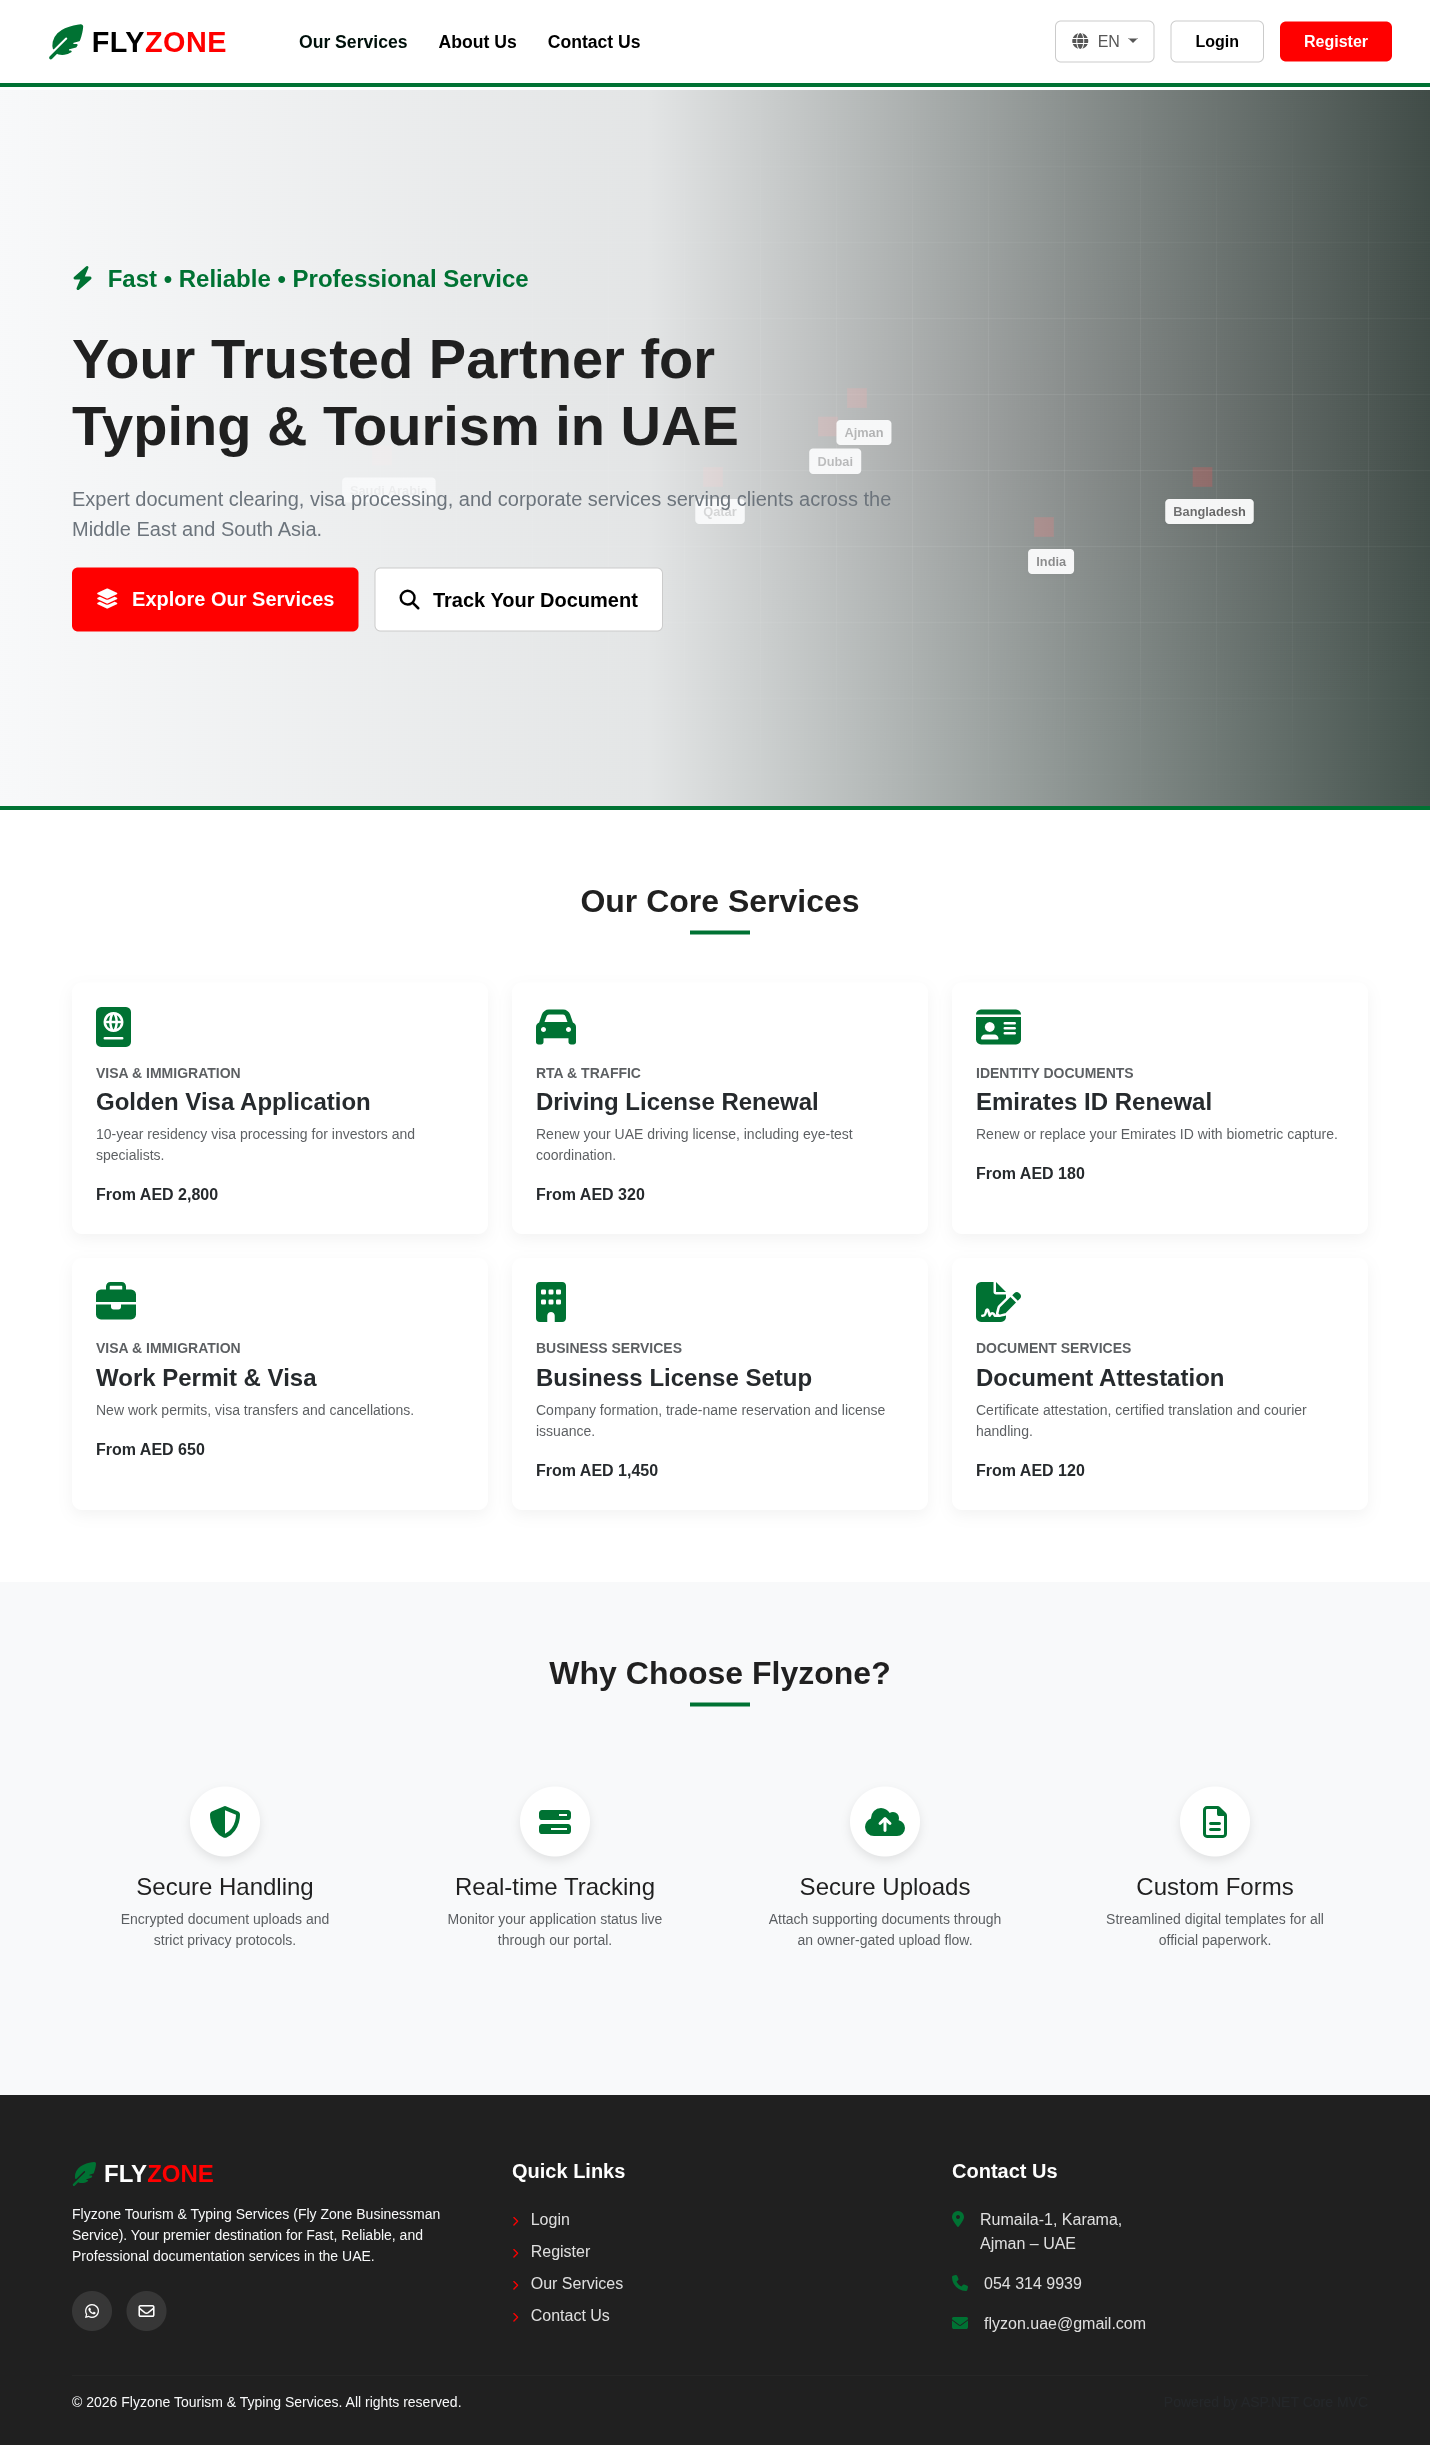 FLYZONE
Our Services
About Us
Contact Us
EN
Login
Register
Fast • Reliable • Professional Service
Your Trusted Partner for
Typing & Tourism in UAE
Expert document clearing, visa processing, and corporate services serving clients across the
Middle East and South Asia.
Explore Our Services
Track Your Document
Saudi Arabia
Qatar
Ajman
Dubai
India
Bangladesh
Our Core Services
VISA & IMMIGRATION
Golden Visa Application
10-year residency visa processing for investors and
specialists.
From AED 2,800
RTA & TRAFFIC
Driving License Renewal
Renew your UAE driving license, including eye-test
coordination.
From AED 320
IDENTITY DOCUMENTS
Emirates ID Renewal
Renew or replace your Emirates ID with biometric capture.
From AED 180
VISA & IMMIGRATION
Work Permit & Visa
New work permits, visa transfers and cancellations.
From AED 650
BUSINESS SERVICES
Business License Setup
Company formation, trade-name reservation and license
issuance.
From AED 1,450
DOCUMENT SERVICES
Document Attestation
Certificate attestation, certified translation and courier
handling.
From AED 120
Why Choose Flyzone?
Secure Handling
Encrypted document uploads and
strict privacy protocols.
Real-time Tracking
Monitor your application status live
through our portal.
Secure Uploads
Attach supporting documents through
an owner-gated upload flow.
Custom Forms
Streamlined digital templates for all
official paperwork.
FLYZONE
Flyzone Tourism & Typing Services (Fly Zone Businessman
Service). Your premier destination for Fast, Reliable, and
Professional documentation services in the UAE.
Quick Links
Login
Register
Our Services
Contact Us
Contact Us
Rumaila-1, Karama,
Ajman – UAE
054 314 9939
flyzon.uae@gmail.com
© 2026 Flyzone Tourism & Typing Services. All rights reserved.